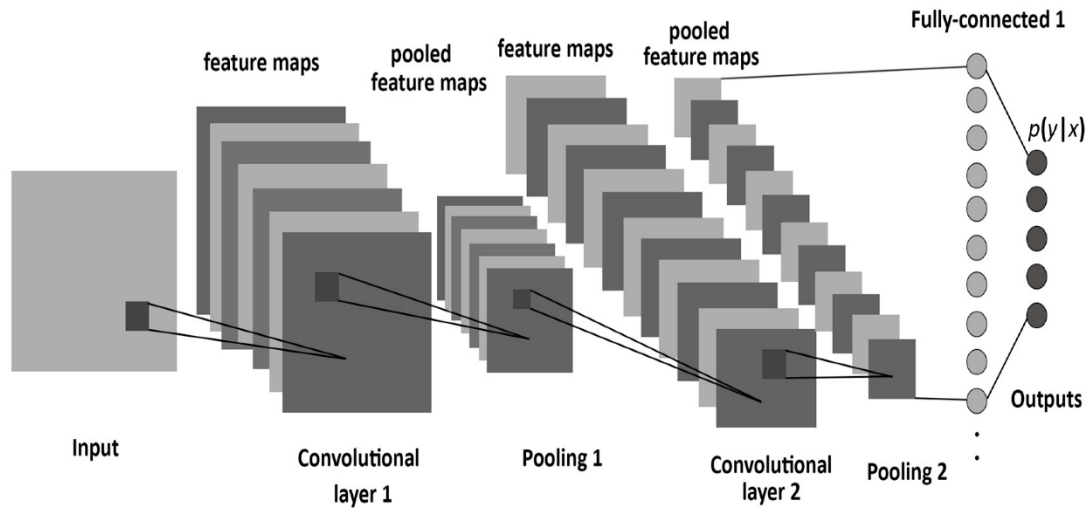 Fully-connected 1
feature maps
pooled
feature maps
feature maps
pooled
feature maps
p(y|x)
Input
Convolutional
layer 1
Pooling 1
Convolutional
layer 2
Pooling 2
Outputs